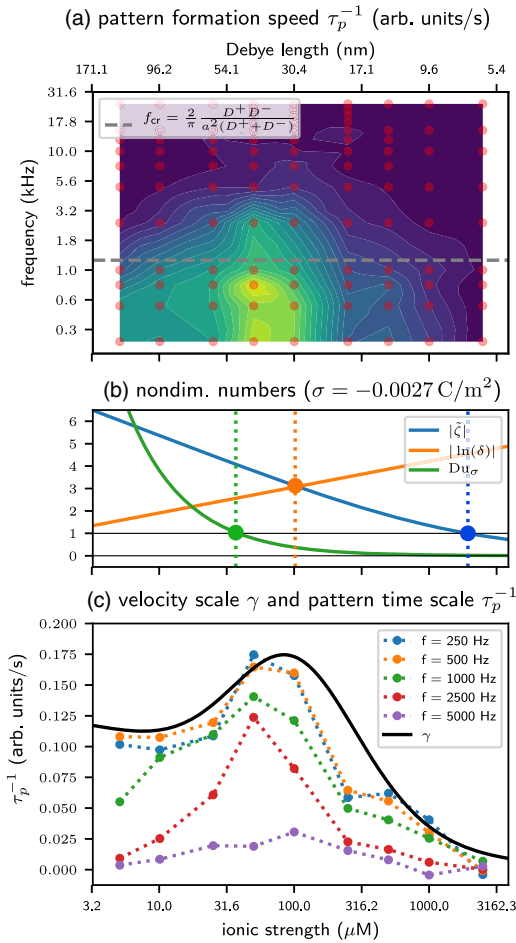 (a) pattern formation speed τ_p^{-1} (arb. units/s)
Debye length (nm)
171.1 96.2 54.1 30.4 17.1 9.6 5.4
31.6
17.8
10.0
5.6
3.2
1.8
1.0
0.6
0.3
frequency (kHz)
f_cr = \frac{2}{π} \frac{D^+ D^-}{a^2(D^+ + D^-)}
(b) nondim. numbers (σ = −0.0027 C/m²)
6
5
4
3
2
1
0
|ζ̃|
| ln(δ)|
Du_σ
(c) velocity scale γ and pattern time scale τ_p^{-1}
0.200
0.175
0.150
0.125
0.100
0.075
0.050
0.025
0.000
τ_p^{-1} (arb. units/s)
f = 250 Hz
f = 500 Hz
f = 1000 Hz
f = 2500 Hz
f = 5000 Hz
γ
3.2 10.0 31.6 100.0 316.2 1000.0 3162.3
ionic strength (μM)